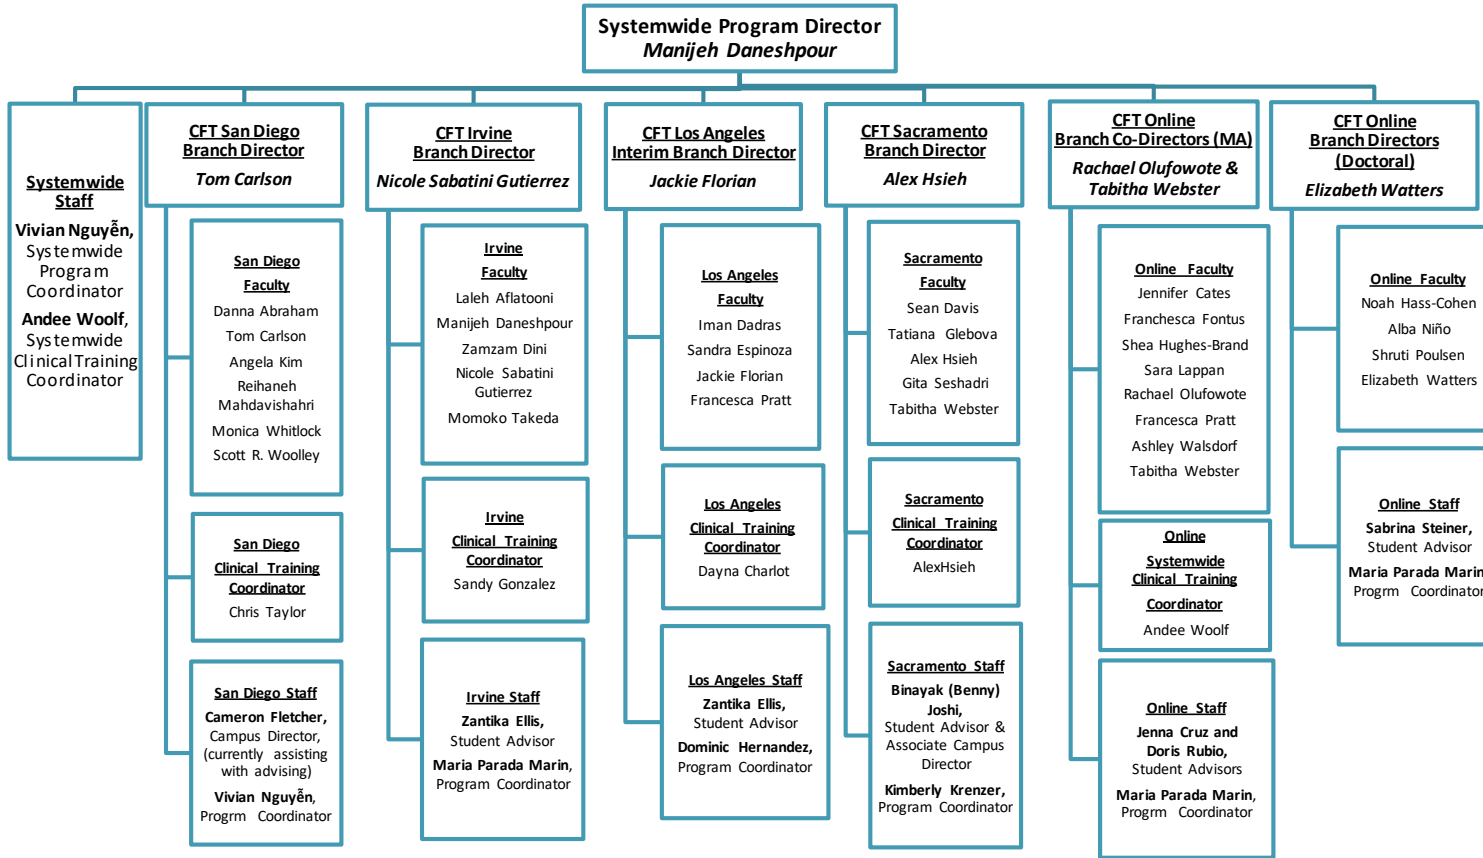 Systemwide Program Director
Manijeh Daneshpour
Systemwide
Staff
Vivian Nguyễn,
Systemwide
Program
Coordinator
Andee Woolf,
Systemwide
Clinical Training
Coordinator
CFT San Diego
Branch Director
Tom Carlson
San Diego
Faculty
Danna Abraham
Tom Carlson
Angela Kim
Reihaneh
Mahdavishahri
Monica Whitlock
Scott R. Woolley
San Diego
Clinical Training
Coordinator
Chris Taylor
San Diego Staff
Cameron Fletcher,
Campus Director,
(currently assisting
with advising)
Vivian Nguyễn,
Progrm Coordinator
CFT Irvine
Branch Director
Nicole Sabatini Gutierrez
Irvine
Faculty
Laleh Aflatooni
Manijeh Daneshpour
Zamzam Dini
Nicole Sabatini
Gutierrez
Momoko Takeda
Irvine
Clinical Training
Coordinator
Sandy Gonzalez
Irvine Staff
Zantika Ellis,
Student Advisor
Maria Parada Marin,
Program Coordinator
CFT Los Angeles
Interim Branch Director
Jackie Florian
Los Angeles
Faculty
Iman Dadras
Sandra Espinoza
Jackie Florian
Francesca Pratt
Los Angeles
Clinical Training
Coordinator
Dayna Charlot
Los Angeles Staff
Zantika Ellis,
Student Advisor
Dominic Hernandez,
Program Coordinator
CFT Sacramento
Branch Director
Alex Hsieh
Sacramento
Faculty
Sean Davis
Tatiana Glebova
Alex Hsieh
Gita Seshadri
Tabitha Webster
Sacramento
Clinical Training
Coordinator
AlexHsieh
Sacramento Staff
Binayak (Benny)
Joshi,
Student Advisor &
Associate Campus
Director
Kimberly Krenzer,
Program Coordinator
CFT Online
Branch Co-Directors (MA)
Rachael Olufowote &
Tabitha Webster
Online Faculty
Jennifer Cates
Franchesca Fontus
Shea Hughes-Brand
Sara Lappan
Rachael Olufowote
Francesca Pratt
Ashley Walsdorf
Tabitha Webster
Online
Systemwide
Clinical Training
Coordinator
Andee Woolf
Online Staff
Jenna Cruz and
Doris Rubio,
Student Advisors
Maria Parada Marin,
Progrm Coordinator
CFT Online
Branch Directors
(Doctoral)
Elizabeth Watters
Online Faculty
Noah Hass-Cohen
Alba Niño
Shruti Poulsen
Elizabeth Watters
Online Staff
Sabrina Steiner,
Student Advisor
Maria Parada Marin,
Progrm Coordinator